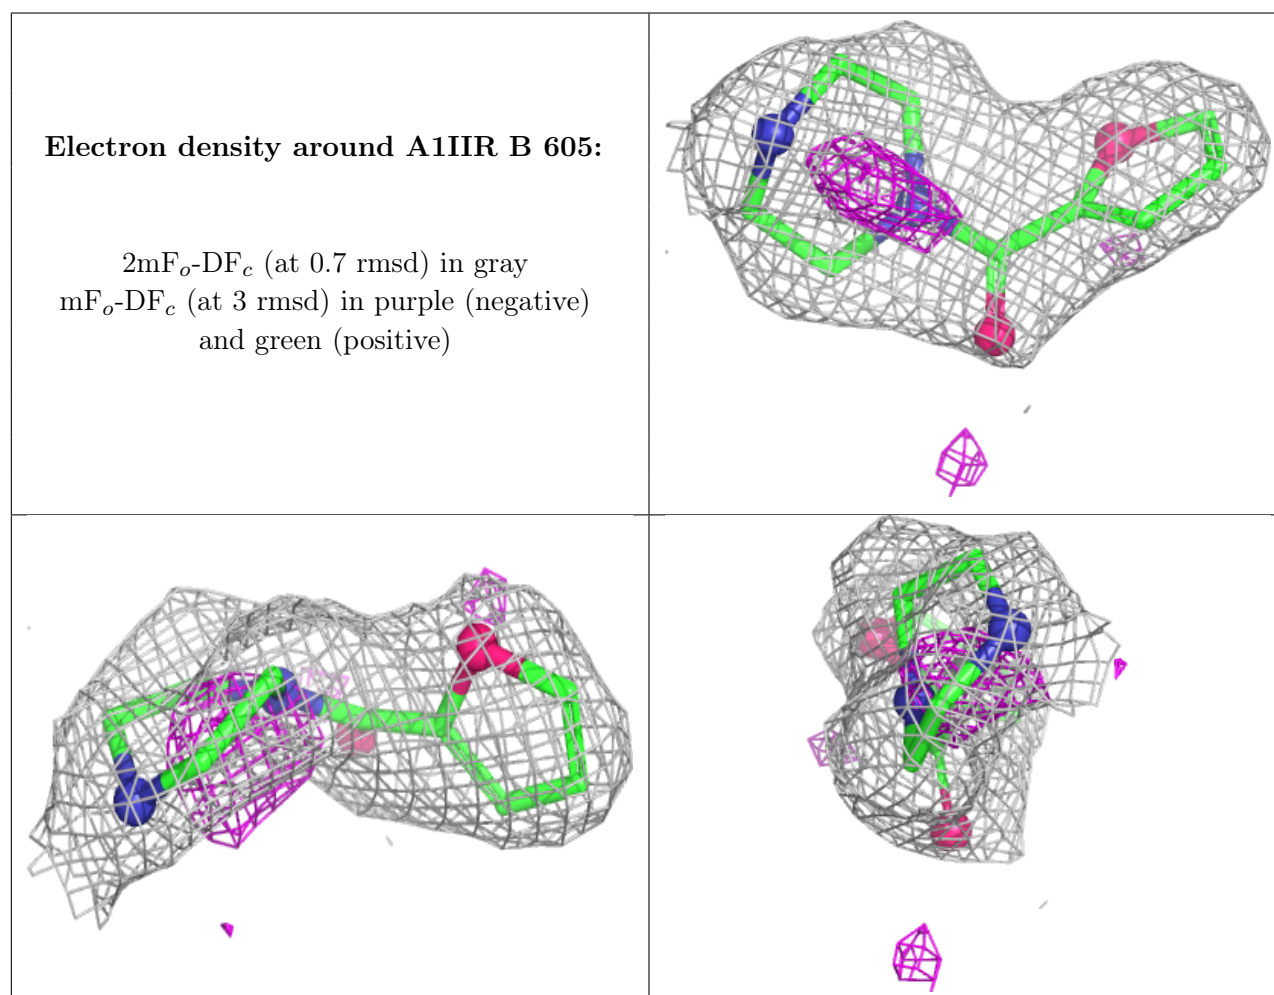 Electron density around A1IIR B 605:
2mFo-DFc (at 0.7 rmsd) in gray
mFo-DFc (at 3 rmsd) in purple (negative)
and green (positive)